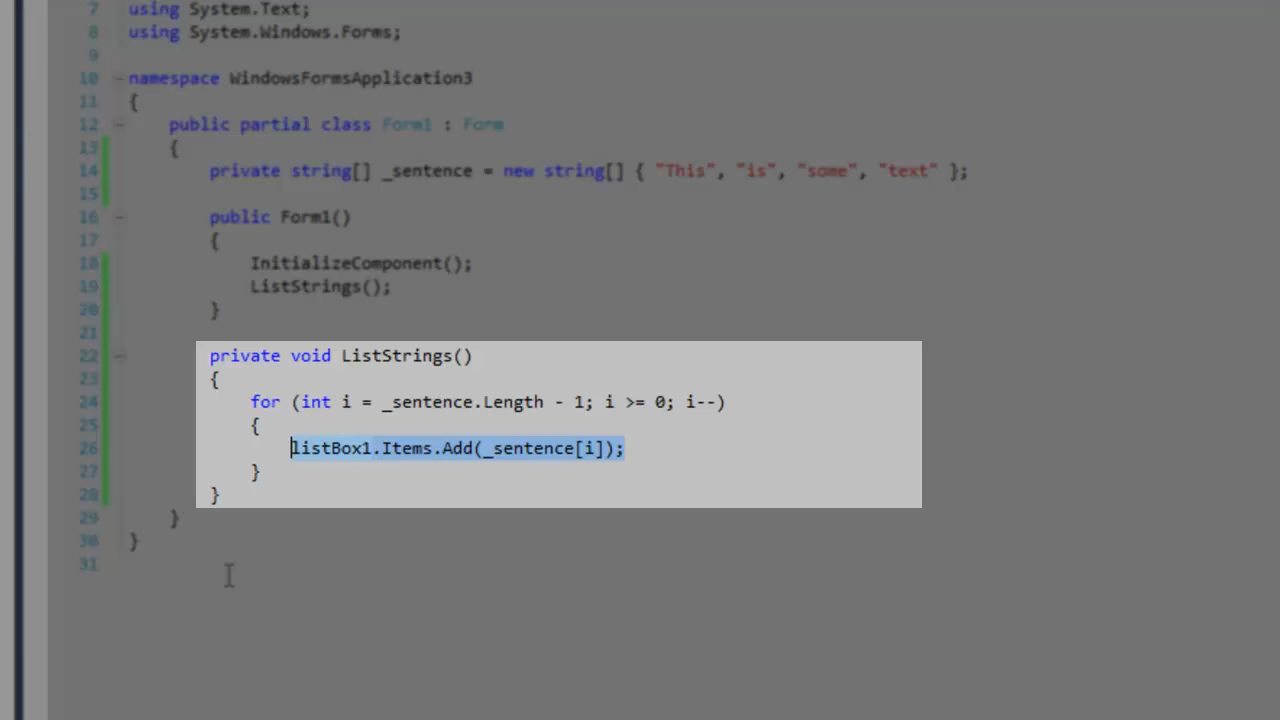 7 using System.Text;
8 using System.Windows.Forms;
9
10 namespace WindowsFormsApplication3
11 {
12 public partial class Form1 : Form
13 {
14 private string[] _sentence = new string[] { "This", "is", "some", "text" };
15
16 public Form1()
17 {
18 InitializeComponent();
19 ListStrings();
20 }
21
22 private void ListStrings()
23 {
24 for (int i = _sentence.Length - 1; i >= 0; i--)
25 {
26 listBox1.Items.Add(_sentence[i]);
27 }
28 }
29 }
30 }
31